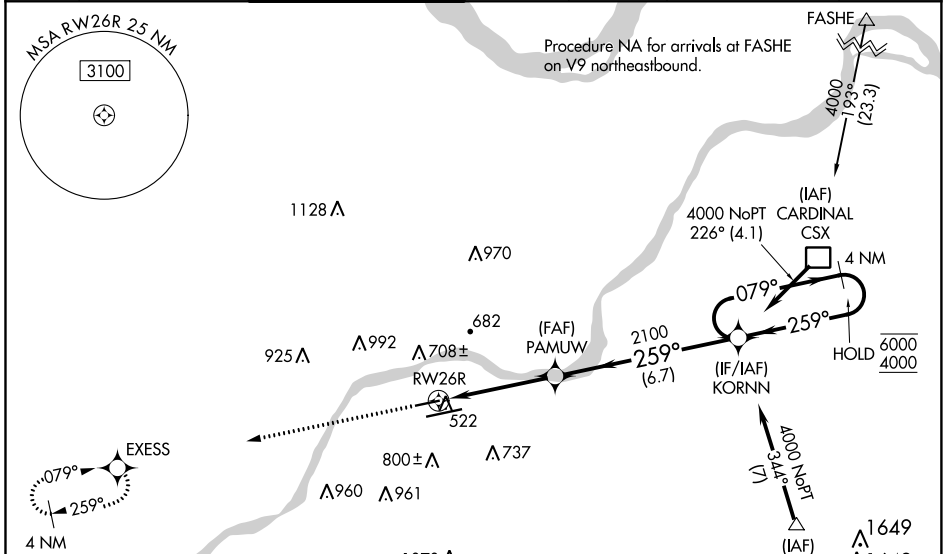 MSA RW26R 25 NM
3100
Procedure NA for arrivals at FASHE
on V9 northeastbound.
FASHE
4000
193°
(23.3)
(IAF)
CARDINAL
CSX
4000 NoPT
226° (4.1)
4 NM
1128
970
079°
259°
HOLD
6000
4000
682
(FAF)
PAMUW
2100
259°
(6.7)
(IF/IAF)
KORNN
925
992
708±
RW26R
522
EXESS
079°
259°
4 NM
800±
737
960
961
4000 NoPT
344°
(7)
(IAF)
1649